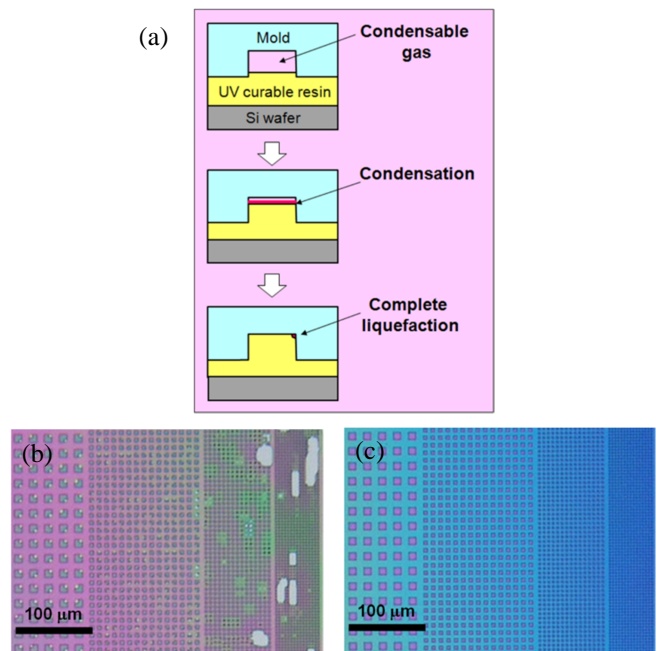 (a)
Mold
Condensable
gas
UV curable resin
Si wafer
Condensation
Complete
liquefaction
(b)
100 μm
(c)
100 μm